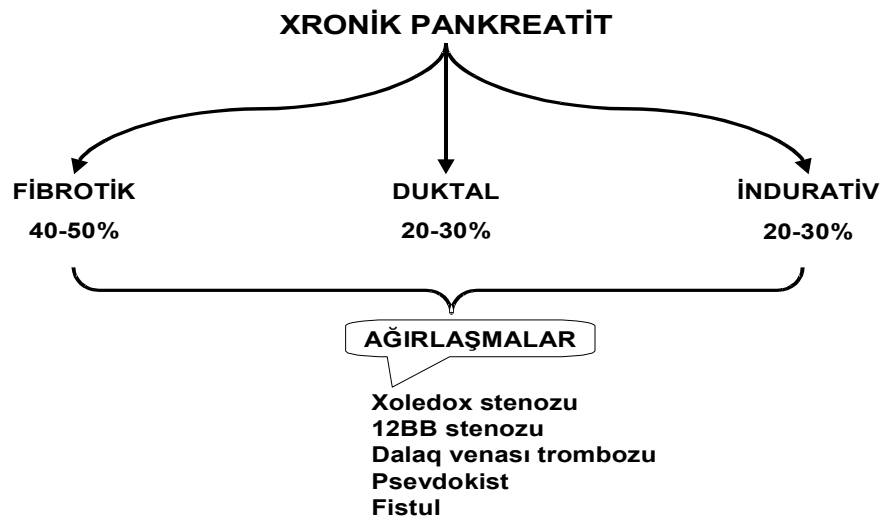 XRONİK PANKREATİT
FİBROTİK
DUKTAL
İNDURATİV
40-50%
20-30%
20-30%
AĞIRLAŞMALAR
Xoledox stenozu
12BB stenozu
Dalaq venası trombozu
Psevdokist
Fistul